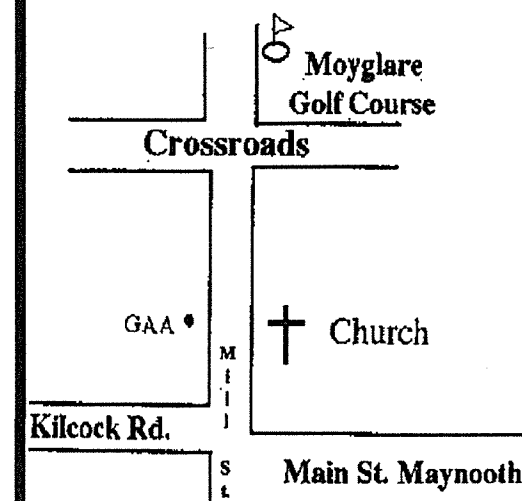 Moyglare
Golf Course
Crossroads
GAA
Church
Mill St.
Kilcock Rd.
Main St. Maynooth